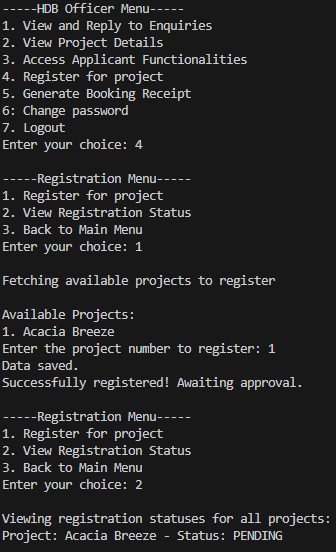 -----HDB Officer Menu-----
1. View and Reply to Enquiries
2. View Project Details
3. Access Applicant Functionalities
4. Register for project
5. Generate Booking Receipt
6: Change password
7. Logout
Enter your choice: 4
-----Registration Menu-----
1. Register for project
2. View Registration Status
3. Back to Main Menu
Enter your choice: 1
Fetching available projects to register
Available Projects:
1. Acacia Breeze
Enter the project number to register: 1
Data saved.
Successfully registered! Awaiting approval.
-----Registration Menu-----
1. Register for project
2. View Registration Status
3. Back to Main Menu
Enter your choice: 2
Viewing registration statuses for all projects:
Project: Acacia Breeze - Status: PENDING